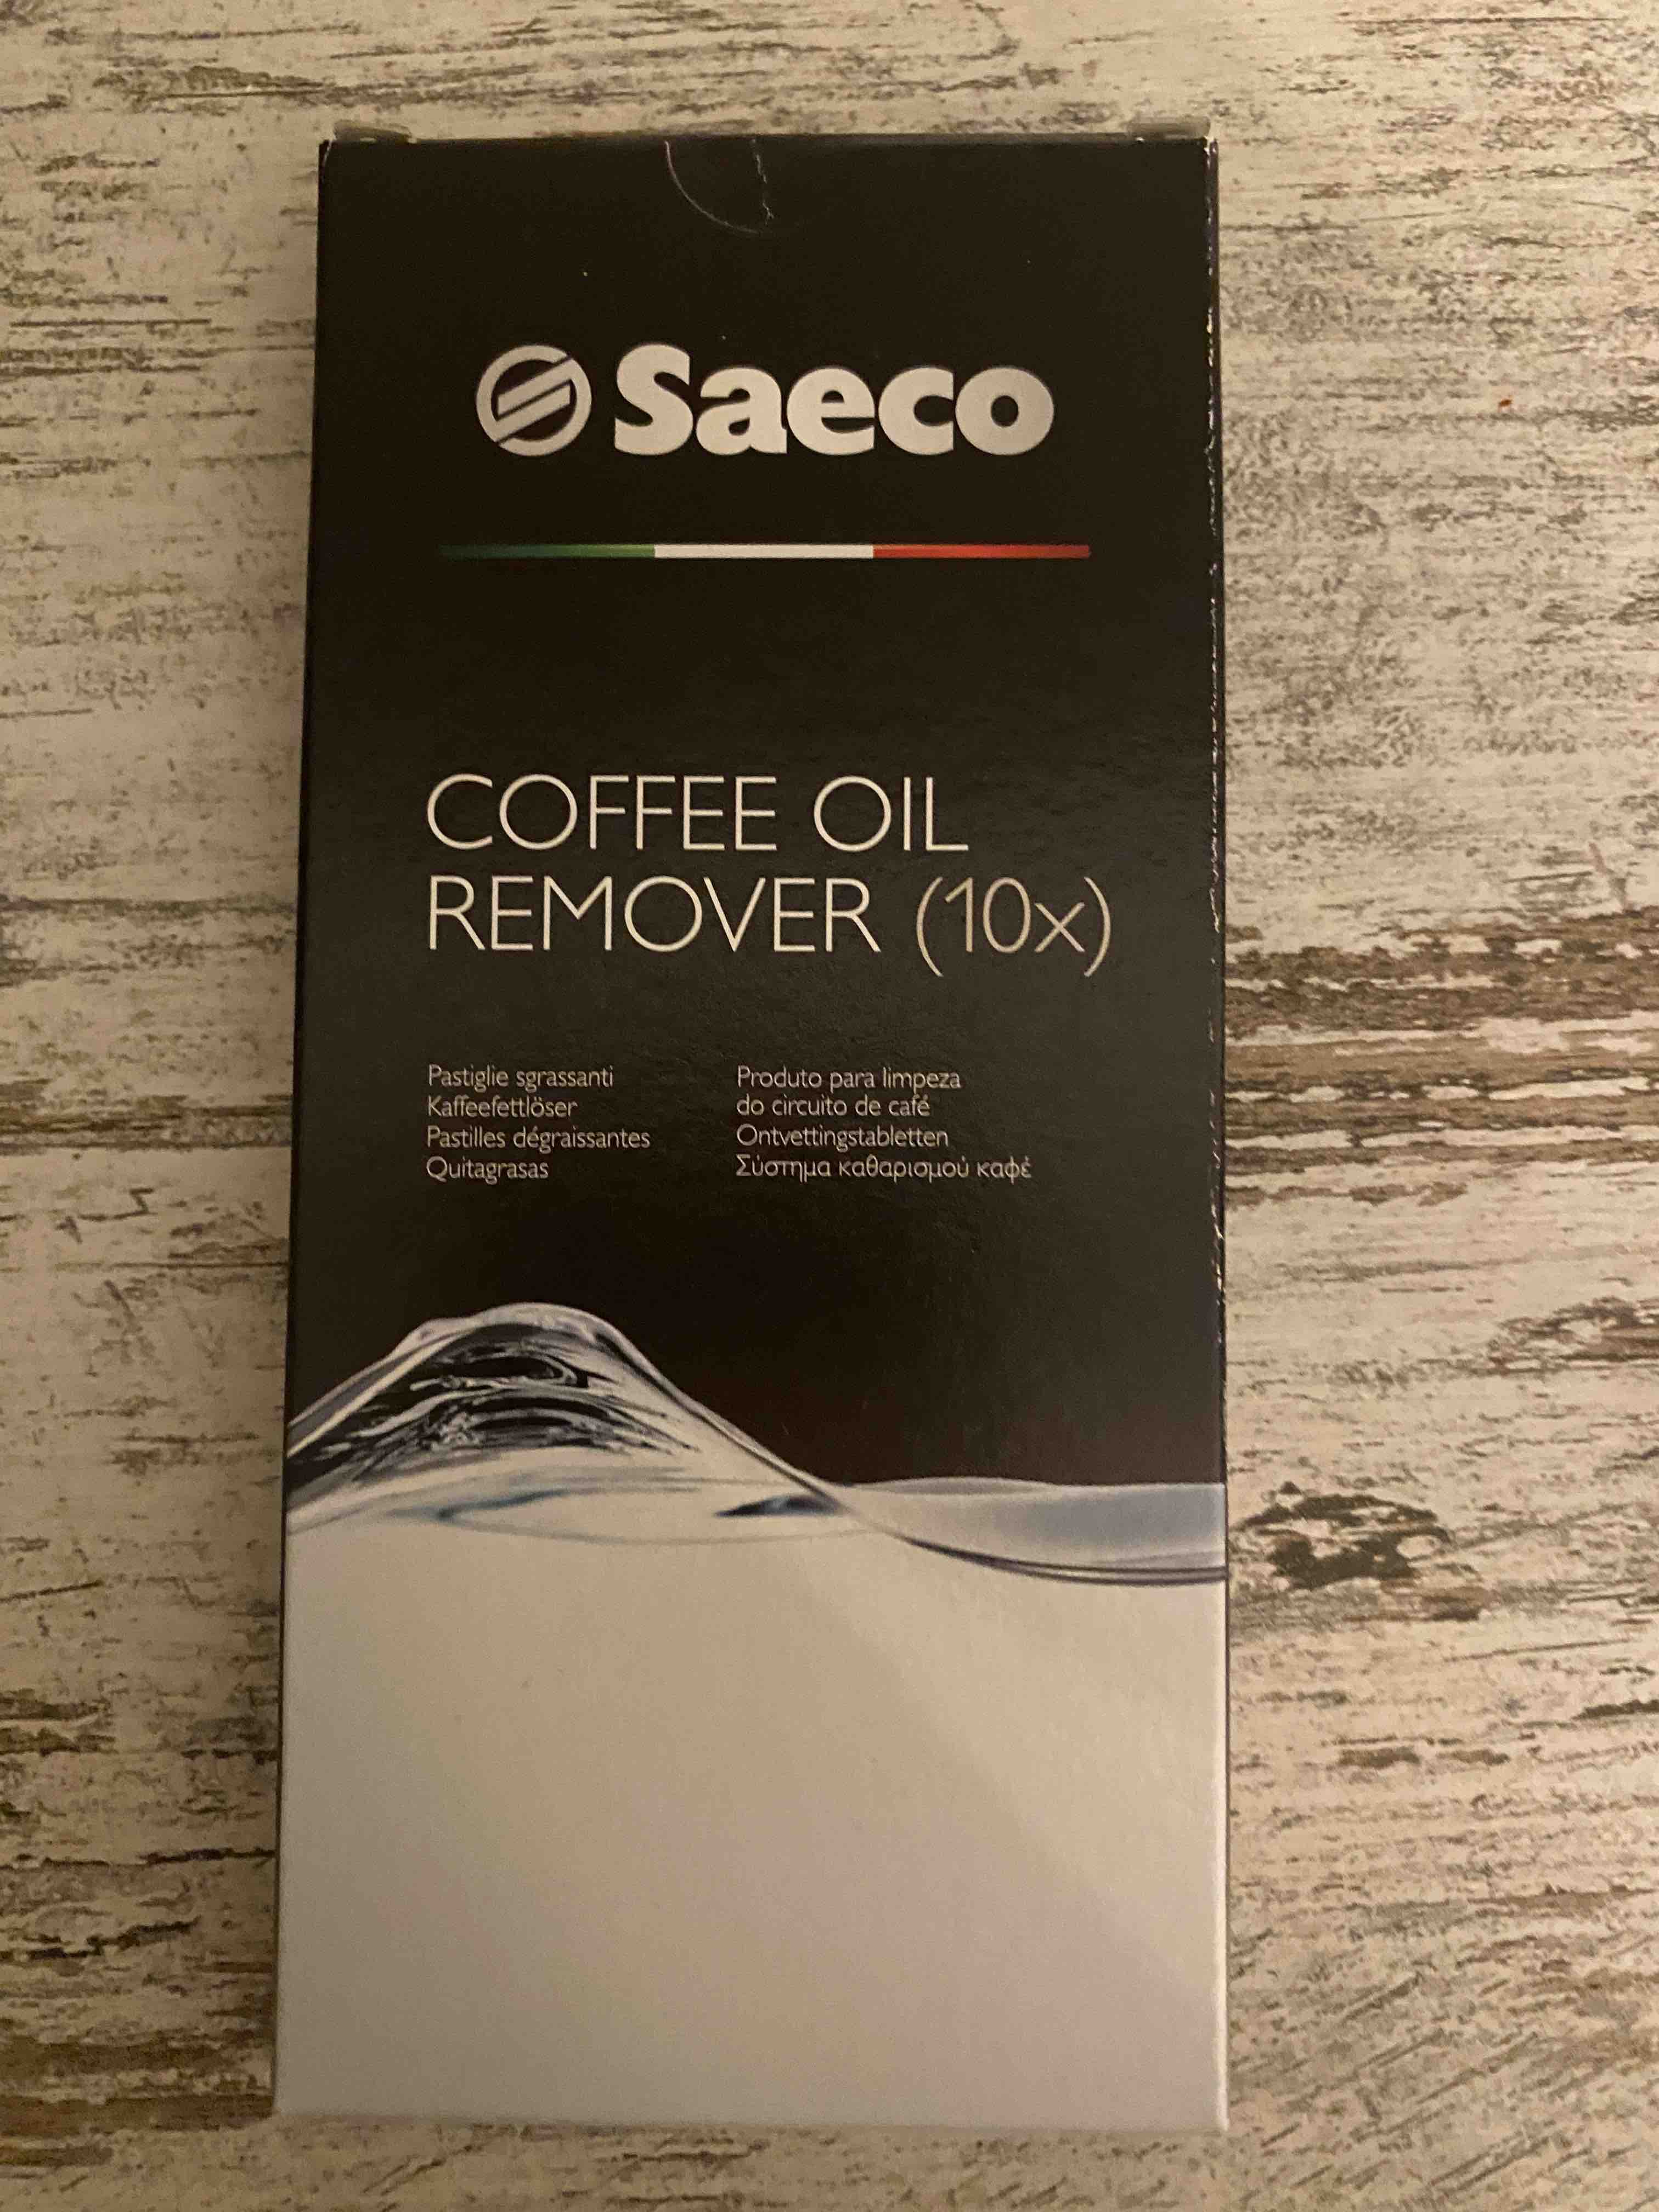 Saeco
COFFEE OIL
REMOVER (10x)
Pastiglie sgrassanti
Kaffeefettlöser
Pastilles dégraissantes
Quitagrasas
Produto para limpeza
do circuito de café
Ontvettingstabletten
Σύστημα καθαρισμού καφέ